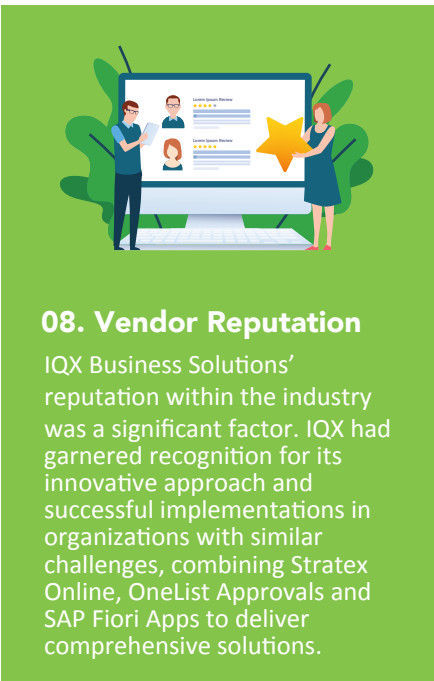 Lorem Ipsum Review
Lorem Ipsum Review
08. Vendor Reputation
IQX Business Solutions’
reputation within the industry
was a significant factor. IQX had
garnered recognition for its
innovative approach and
successful implementations in
organizations with similar
challenges, combining Stratex
Online, OneList Approvals and
SAP Fiori Apps to deliver
comprehensive solutions.